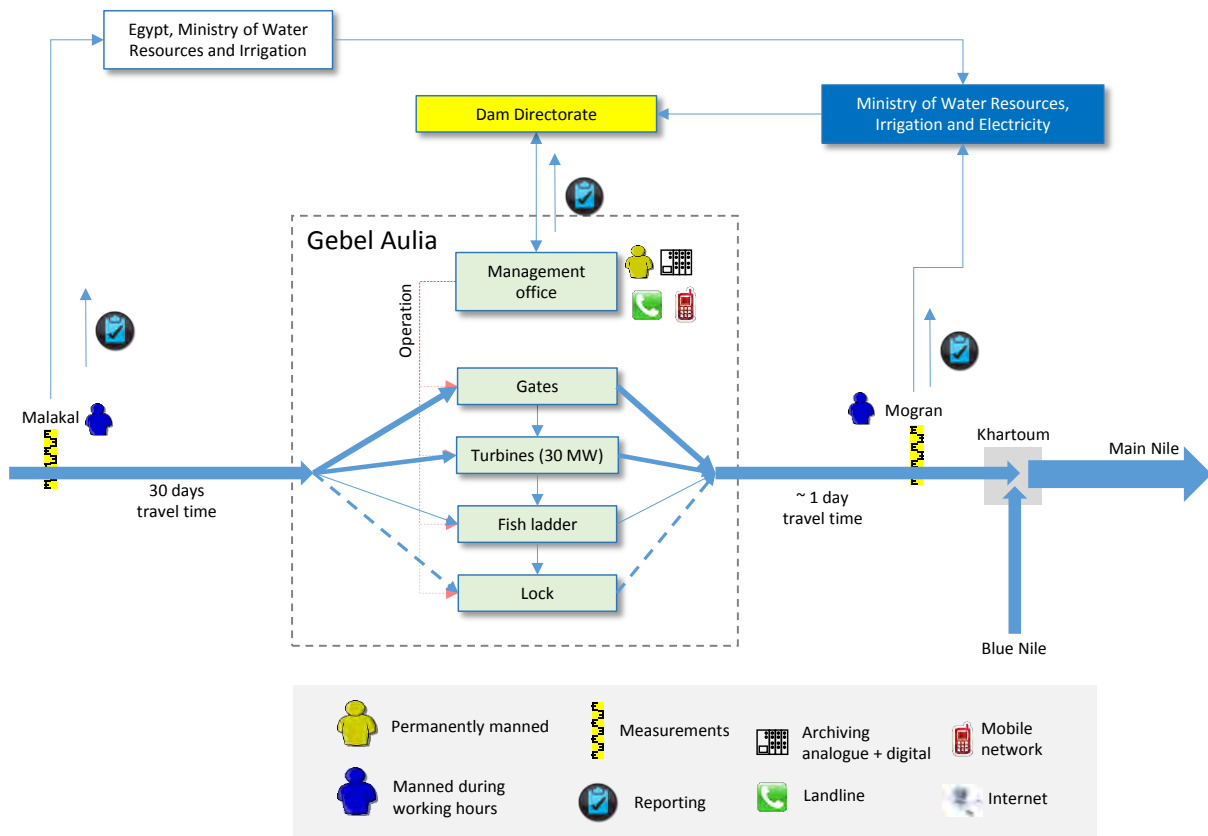 Egypt, Ministry of Water
Resources and Irrigation
Dam Directorate
Ministry of Water Resources,
Irrigation and Electricity
Gebel Aulia
Management
office
Operation
Gates
Turbines (30 MW)
Fish ladder
Lock
Malakal
30 days
travel time
Mogran
~ 1 day
travel time
Khartoum
Main Nile
Blue Nile
Permanently manned
Measurements
Archiving
analogue + digital
Mobile
network
Manned during
working hours
Reporting
Landline
Internet